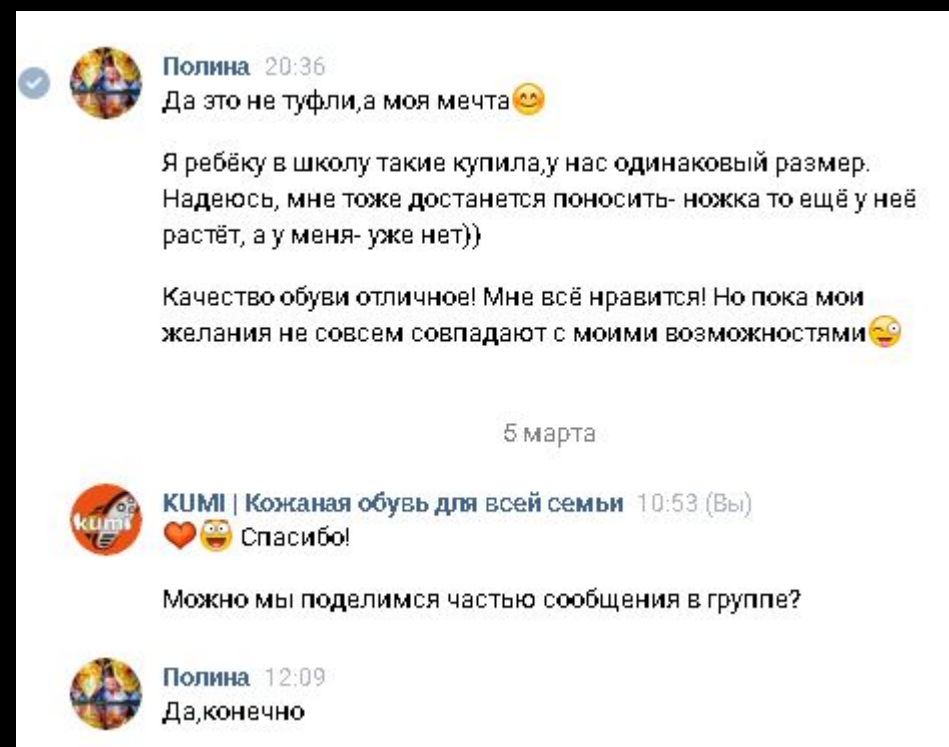 Полина 20:36
Да это не туфли,а моя мечта😊
Я ребёку в школу такие купила,у нас одинаковый размер.
Надеюсь, мне тоже достанется поносить- ножка то ещё у неё
растёт, а у меня- уже нет))
Качество обуви отличное! Мне всё нравится! Но пока мои
желания не совсем совпадают с моими возможностями😜
5 марта
kumi
KUMI | Кожаная обувь для всей семьи 10:53 (Вы)
❤😍 Спасибо!
Можно мы поделимся частью сообщения в группе?
Полина 12:09
Да,конечно